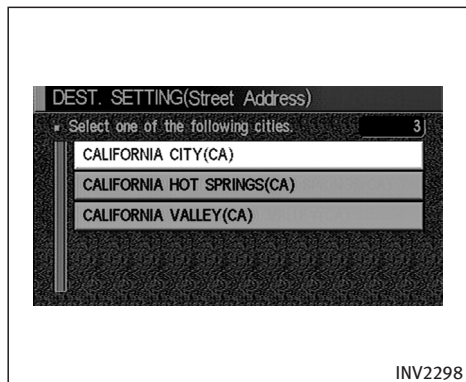 DEST. SETTING(Street Address)
Select one of the following cities. 3
CALIFORNIA CITY(CA)
CALIFORNIA HOT SPRINGS(CA)
CALIFORNIA VALLEY(CA)
INV2298